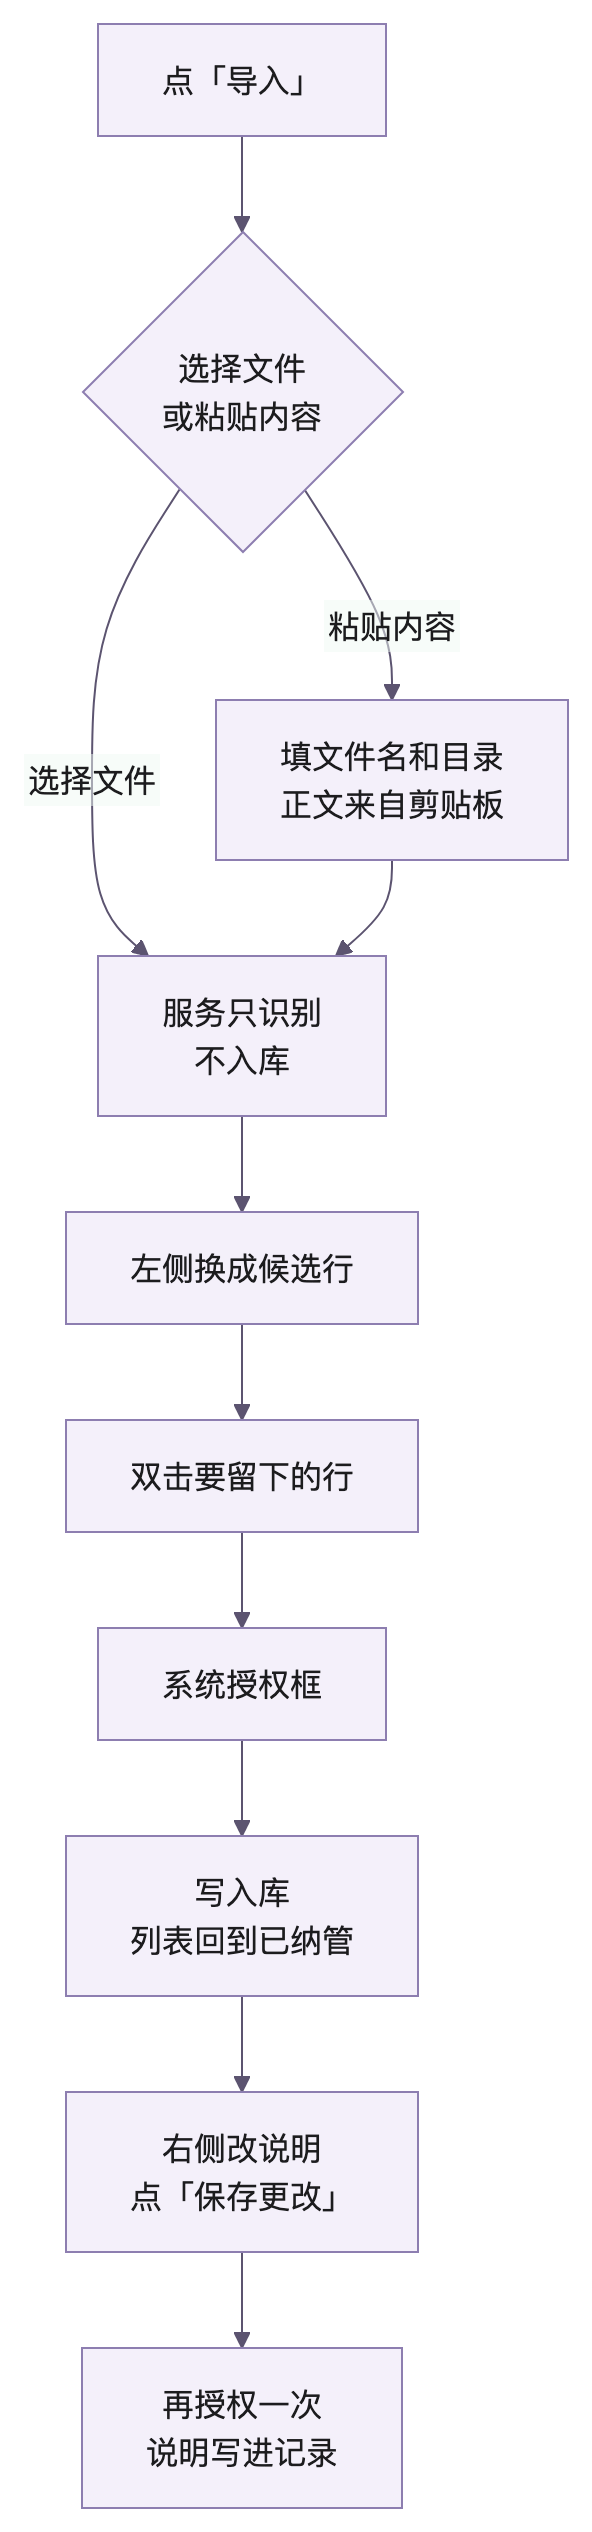 点「导入」
选择文件
或粘贴内容
粘贴内容
选择文件
填文件名和目录
正文来自剪贴板
服务只识别
不入库
左侧换成候选行
双击要留下的行
系统授权框
写入库
列表回到已纳管
右侧改说明
点「保存更改」
再授权一次
说明写进记录